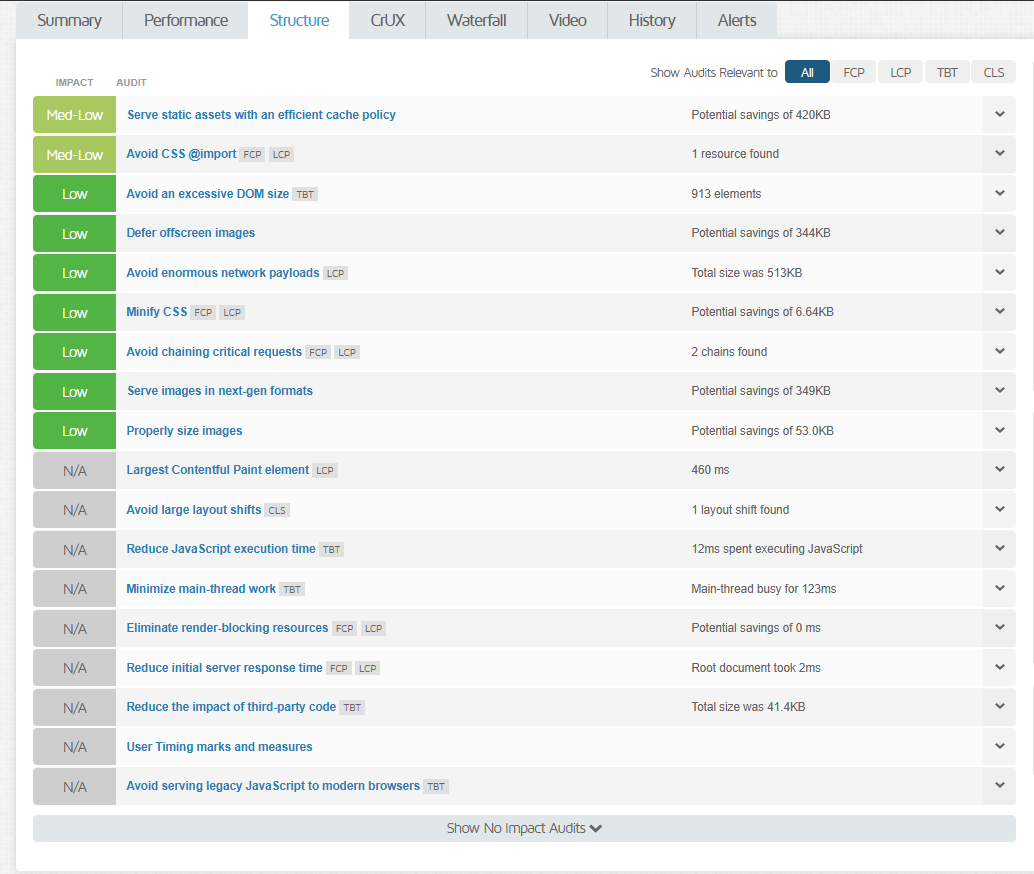 Summary Performance Structure CrUX Waterfall Video History Alerts
Show Audits Relevant to All FCP LCP TBT CLS
IMPACT AUDIT
Med-Low Serve static assets with an efficient cache policy Potential savings of 420KB
Med-Low Avoid CSS @import FCP LCP 1 resource found
Low Avoid an excessive DOM size TBT 913 elements
Low Defer offscreen images Potential savings of 344KB
Low Avoid enormous network payloads LCP Total size was 513KB
Low Minify CSS FCP LCP Potential savings of 6.64KB
Low Avoid chaining critical requests FCP LCP 2 chains found
Low Serve images in next-gen formats Potential savings of 349KB
Low Properly size images Potential savings of 53.0KB
N/A Largest Contentful Paint element LCP 460 ms
N/A Avoid large layout shifts CLS 1 layout shift found
N/A Reduce JavaScript execution time TBT 12ms spent executing JavaScript
N/A Minimize main-thread work TBT Main-thread busy for 123ms
N/A Eliminate render-blocking resources FCP LCP Potential savings of 0 ms
N/A Reduce initial server response time FCP LCP Root document took 2ms
N/A Reduce the impact of third-party code TBT Total size was 41.4KB
N/A User Timing marks and measures
N/A Avoid serving legacy JavaScript to modern browsers TBT
Show No Impact Audits